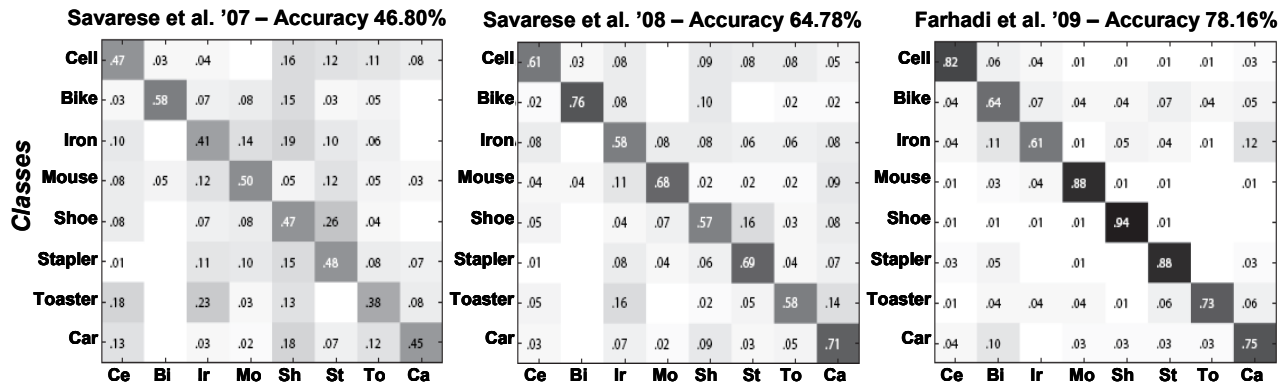 Savarese et al. ’07 – Accuracy 46.80%
Classes
Cell .47 .03 .04 .16 .12 .11 .08
Bike .03 .58 .07 .08 .15 .03 .05
Iron .10 .41 .14 .19 .10 .06
Mouse .08 .05 .12 .50 .05 .12 .05 .03
Shoe .08 .07 .08 .47 .26 .04
Stapler .01 .11 .10 .15 .48 .08 .07
Toaster .18 .23 .03 .13 .38 .08
Car .13 .03 .02 .18 .07 .12 .45
Ce Bi Ir Mo Sh St To Ca
Savarese et al. ’08 – Accuracy 64.78%
Cell .61 .03 .08 .09 .08 .08 .05
Bike .02 .76 .08 .10 .02 .02
Iron .08 .58 .08 .08 .06 .06 .08
Mouse .04 .04 .11 .68 .02 .02 .02 .09
Shoe .05 .04 .07 .57 .16 .03 .08
Stapler .01 .08 .04 .06 .69 .04 .07
Toaster .05 .16 .02 .05 .58 .14
Car .03 .07 .02 .09 .03 .05 .71
Ce Bi Ir Mo Sh St To Ca
Farhadi et al. ’09 – Accuracy 78.16%
Cell .82 .06 .04 .01 .01 .01 .01 .03
Bike .04 .64 .07 .04 .04 .07 .04 .05
Iron .04 .11 .61 .01 .05 .04 .01 .12
Mouse .01 .03 .04 .88 .01 .01 .01
Shoe .01 .01 .01 .01 .94 .01
Stapler .03 .05 .01 .88 .03
Toaster .01 .04 .04 .04 .01 .06 .73 .06
Car .04 .10 .03 .03 .03 .03 .75
Ce Bi Ir Mo Sh St To Ca